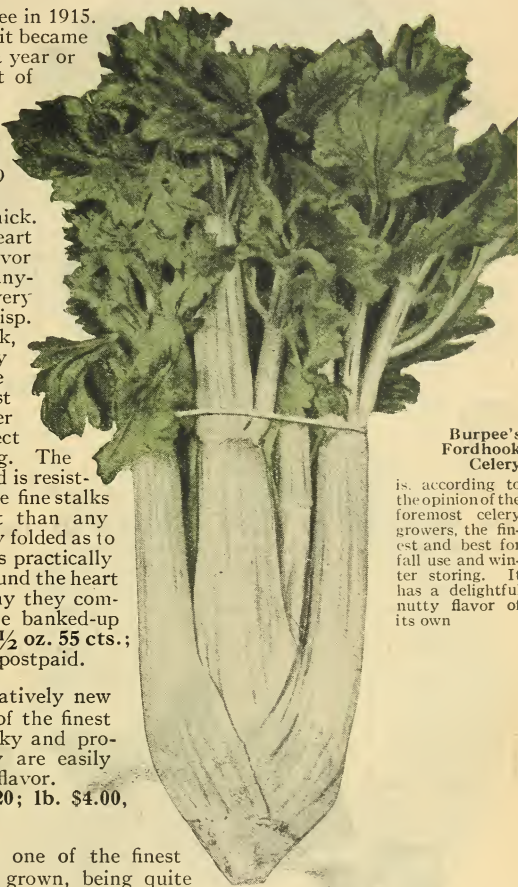 ee in 1915.
it became
year or
t of
ick.
eart
vor
any-
very
isp.
k,
y
e
st
er
ect
g. The
d is resist-
e fine stalks
t than any
y folded as to
s practically
und the heart
ny they com-
e banked-up
½ oz. 55 cts.;
postpaid.
atively new
of the finest
ky and pro-
y are easily
flavor.
20; lb. $4.00,
one of the finest
grown, being quite
Burpee's
Fordhook
Celery
is, according to
the opinion of the
foremost celery
growers, the fin-
est and best for
fall use and win-
ter storing. It
has a delightful
nutty flavor of
its own